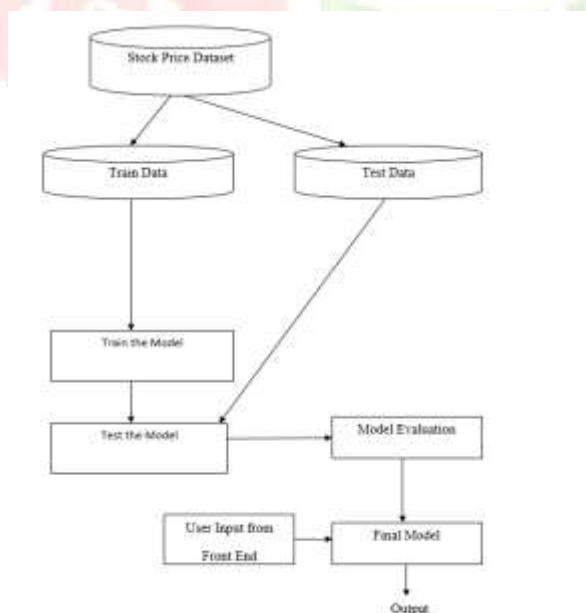 Stock Price Dataset
Train Data
Test Data
Train the Model
Test the Model
Model Evaluation
User Input from
Front End
Final Model
Output